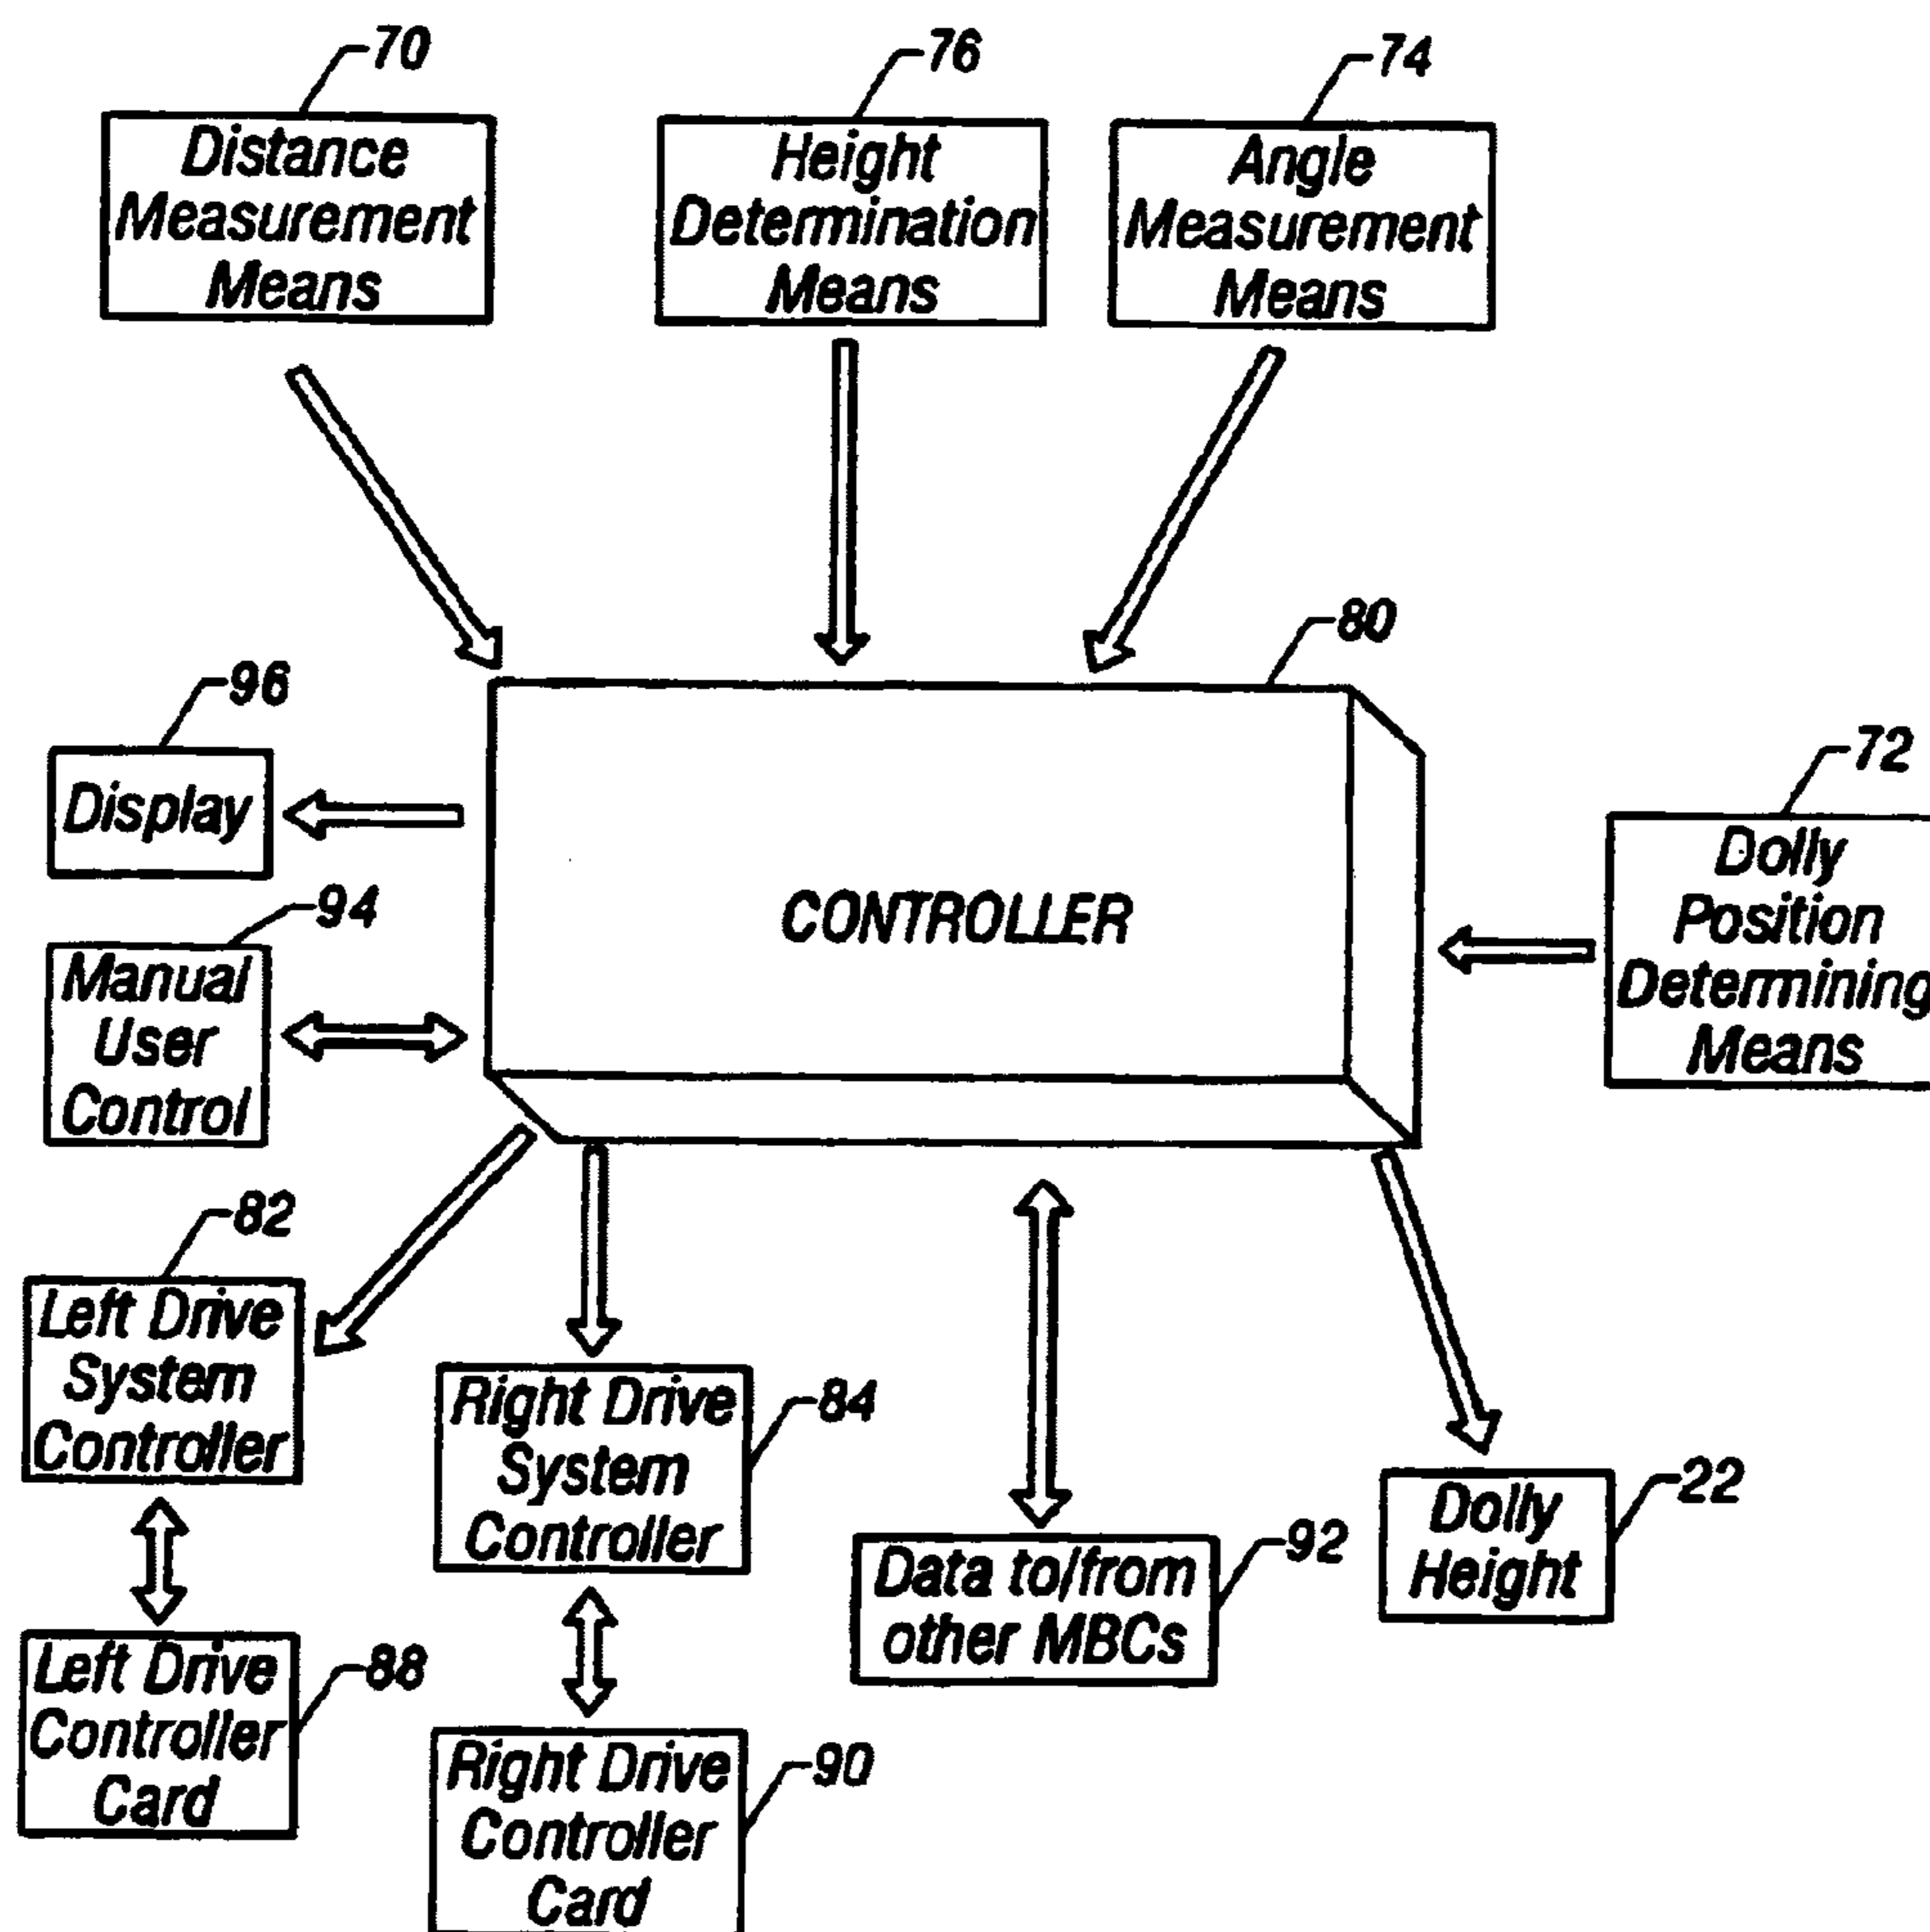 70
Distance
Measurement
Means
76
Height
Determination
Means
74
Angle
Measurement
Means
80
CONTROLLER
96
Display
94
Manual
User
Control
72
Dolly
Position
Determining
Means
82
Left Drive
System
Controller
84
Right Drive
System
Controller
92
Data to/from
other MBCs
22
Dolly
Height
88
Left Drive
Controller
Card
90
Right Drive
Controller
Card